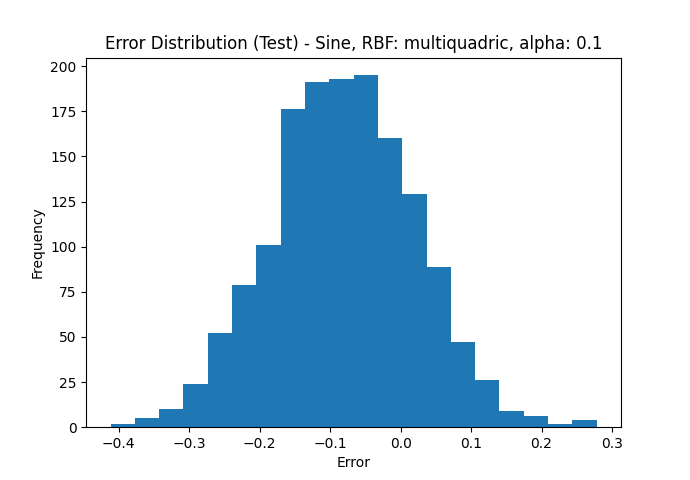 Error Distribution (Test) - Sine, RBF: multiquadric, alpha: 0.1
200
175
150
125
100
75
50
25
0
Frequency
−0.4 −0.3 −0.2 −0.1 0.0 0.1 0.2 0.3
Error